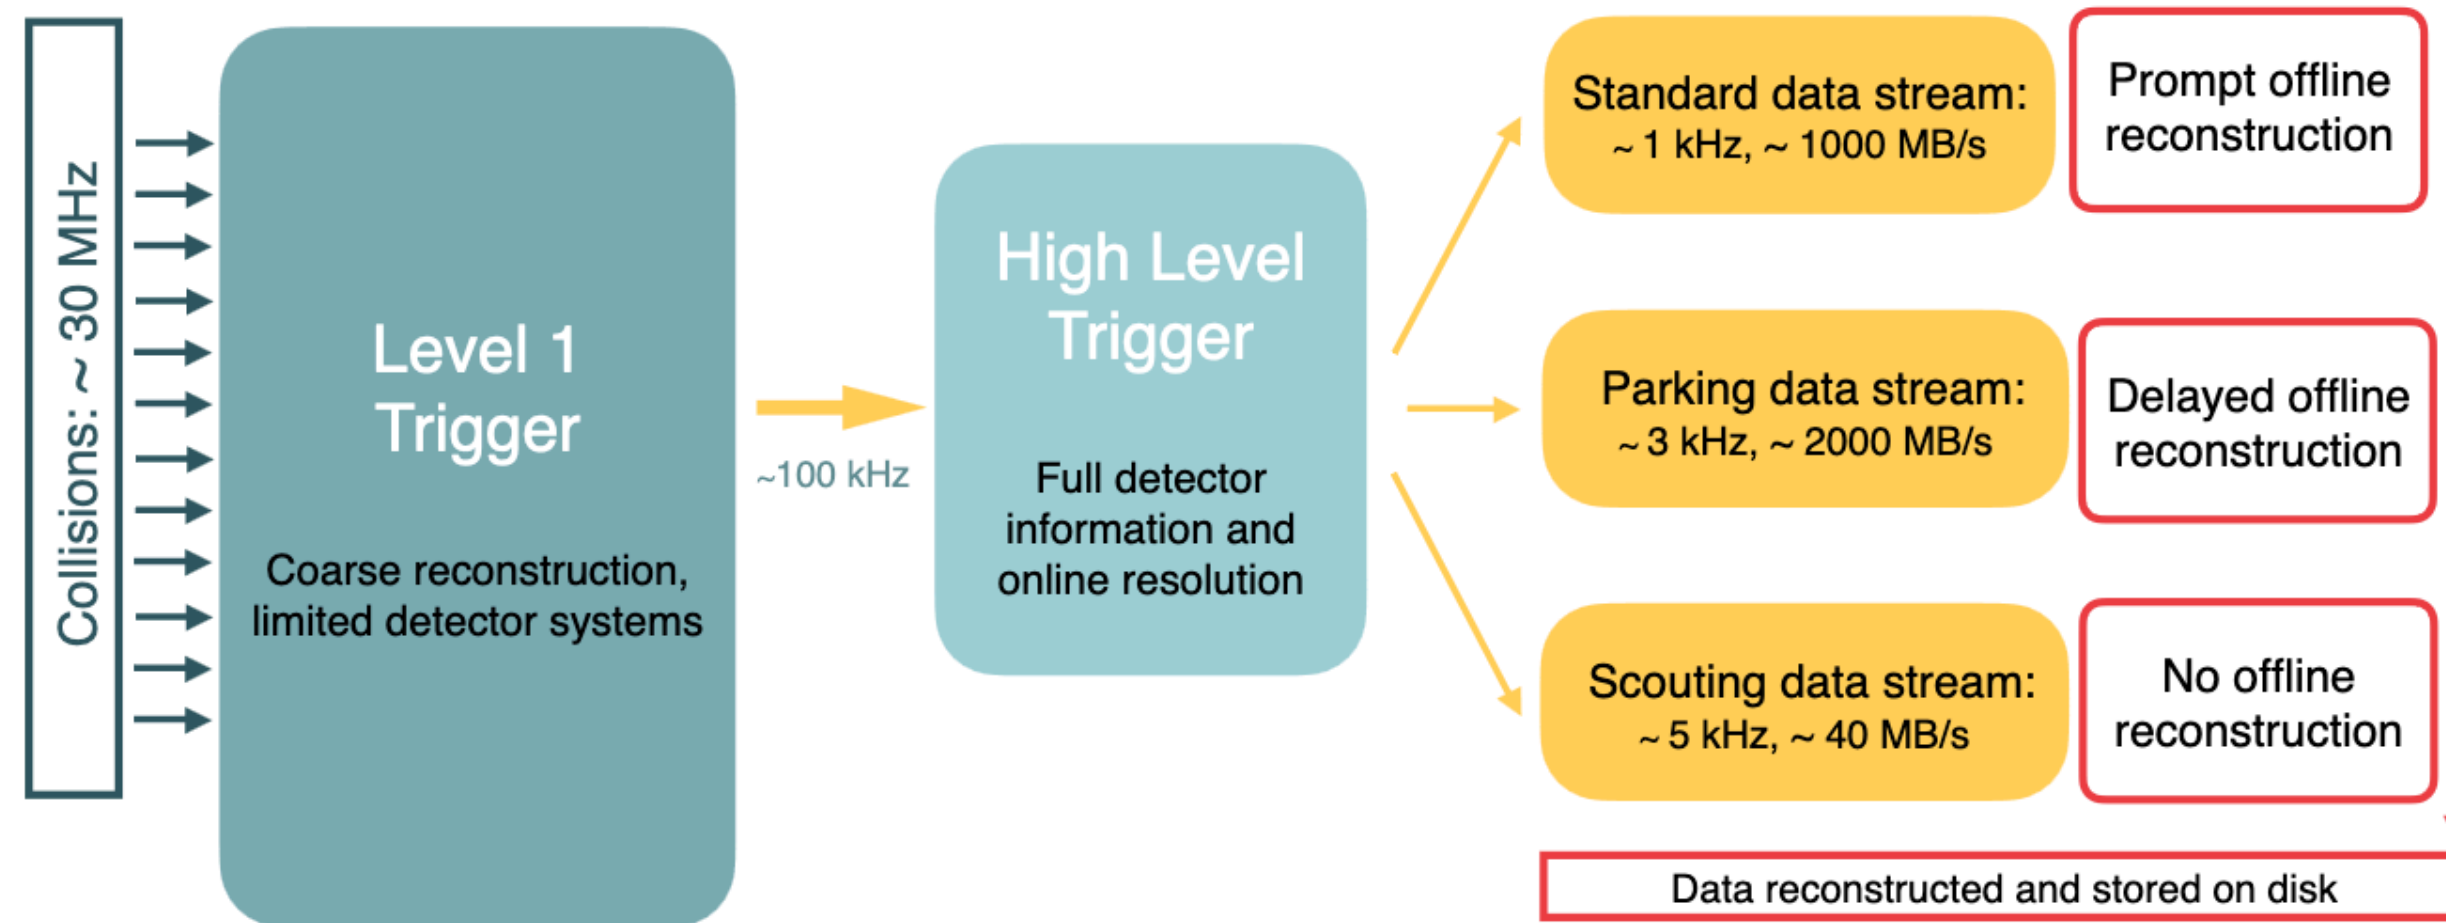 Collisions: ~ 30 MHz
Level 1
Trigger
Coarse reconstruction,
limited detector systems
~100 kHz
High Level
Trigger
Full detector
information and
online resolution
Standard data stream:
~ 1 kHz, ~ 1000 MB/s
Prompt offline
reconstruction
Parking data stream:
~ 3 kHz, ~ 2000 MB/s
Delayed offline
reconstruction
Scouting data stream:
~ 5 kHz, ~ 40 MB/s
No offline
reconstruction
Data reconstructed and stored on disk